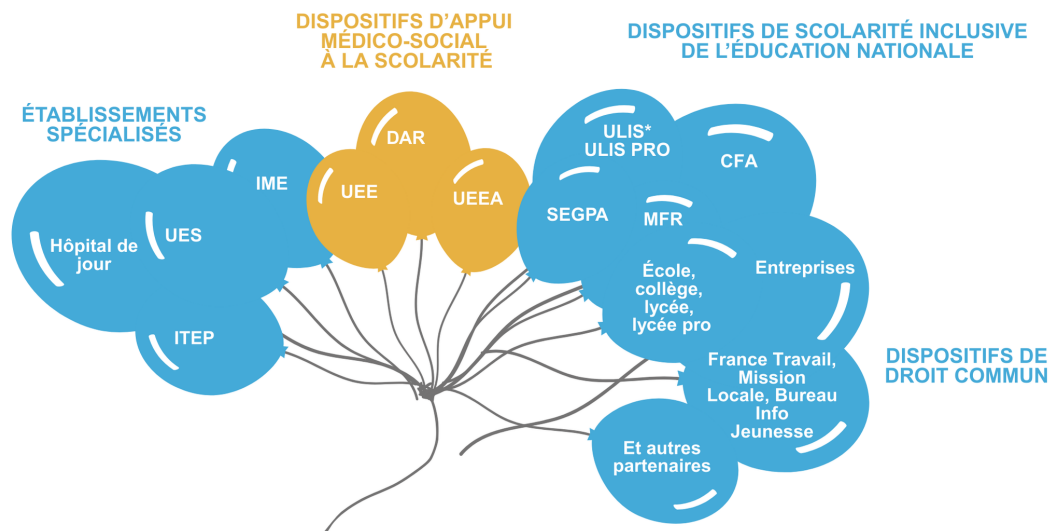 DISPOSITIFS D'APPUI
MÉDICO-SOCIAL
À LA SCOLARITÉ
DISPOSITIFS DE SCOLARITÉ INCLUSIVE
DE L'ÉDUCATION NATIONALE
ÉTABLISSEMENTS
SPÉCIALISÉS
Hôpital de
jour
UES
IME
ITEP
UEE
DAR
UEEA
ULIS*
ULIS PRO
CFA
SEGPA
MFR
École,
collège,
lycée,
lycée pro
Entreprises
DISPOSITIFS DE
DROIT COMMUN
France Travail,
Mission
Locale, Bureau
Info
Jeunesse
Et autres
partenaires